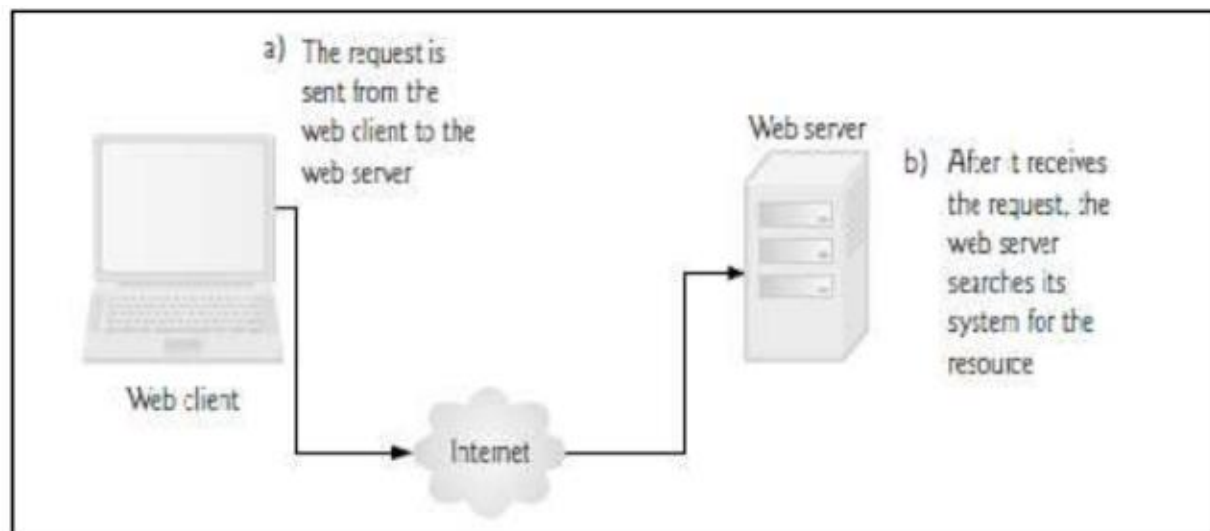 a) The request is
sent from the
web client to the
web server
Web client
Internet
Web server
b) After it receives
the request, the
web server
searches its
system for the
resource